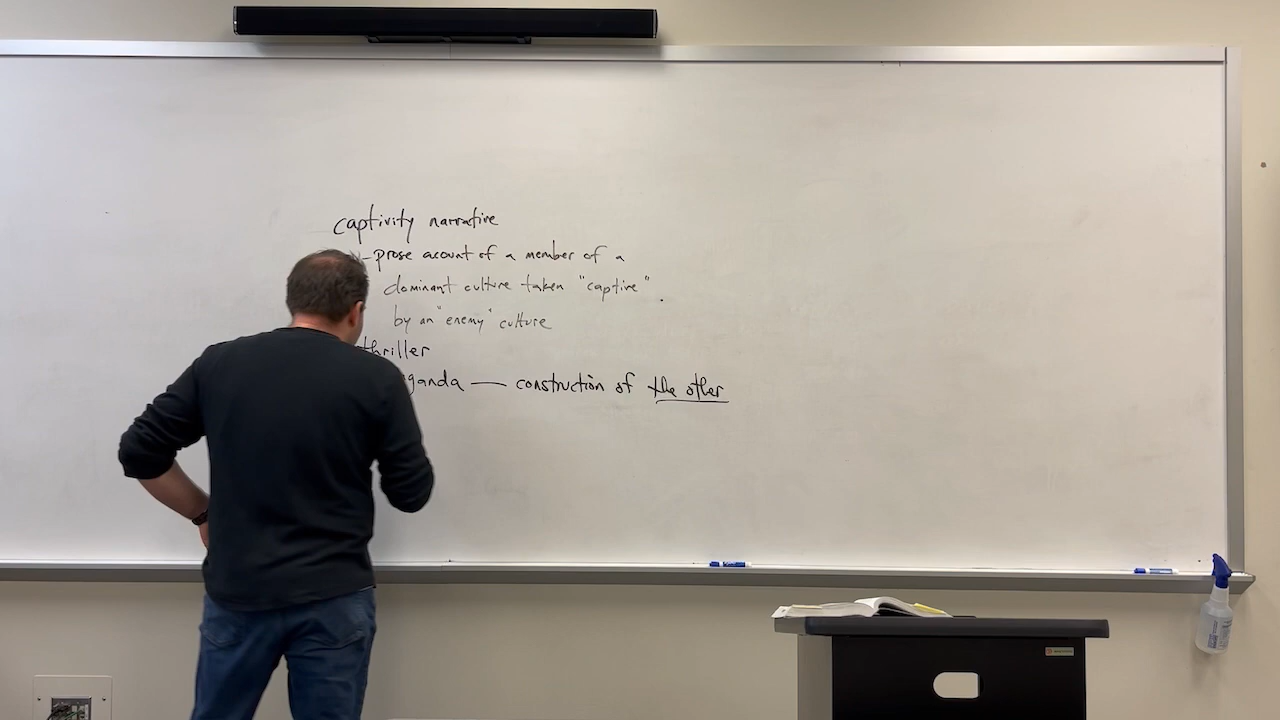 captivity narrative
- prose acount of a member of a
dominant culture taken "captive"
by an "enemy" culture
thriller
ganda — construction of the other